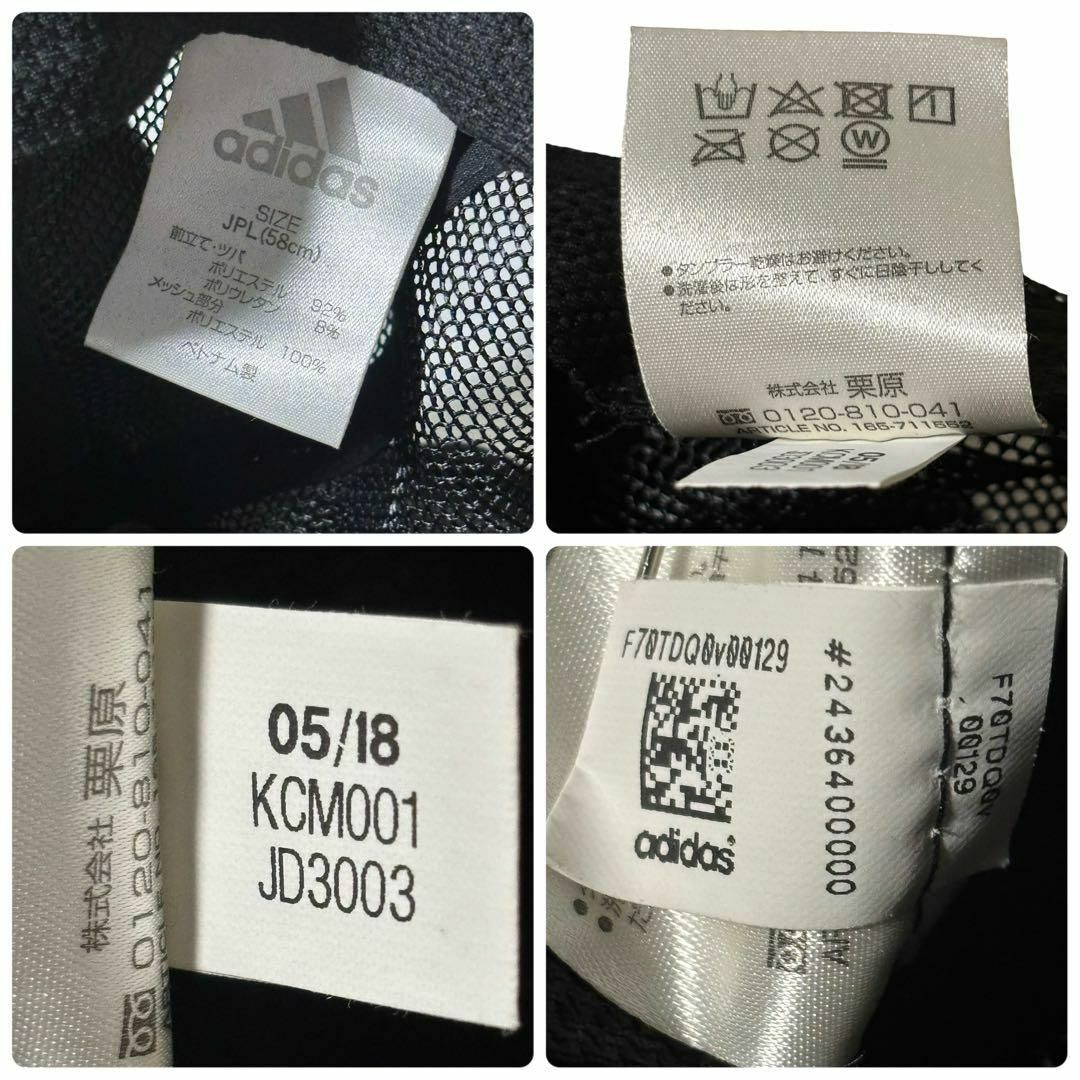 adidas
SIZE
JPL(58cm)
前立て・ツバ
ポリエステル 92%
ポリウレタン 8%
メッシュ部分
ポリエステル 100%
ベトナム製
W
●タンブラー乾燥はお避けください。
●洗濯後は形を整えて、すぐに日陰干ししてく
ださい。
株式会社 栗原
0120-810-041
ARTICLE NO. 165-711552
05/18
KCM001
JD3003
株式会社 栗原
0120-810-041
05/18
KCM001
JD3003
F70TDQ0v00129
#243640000
adidas
F70TDQ0v
00129